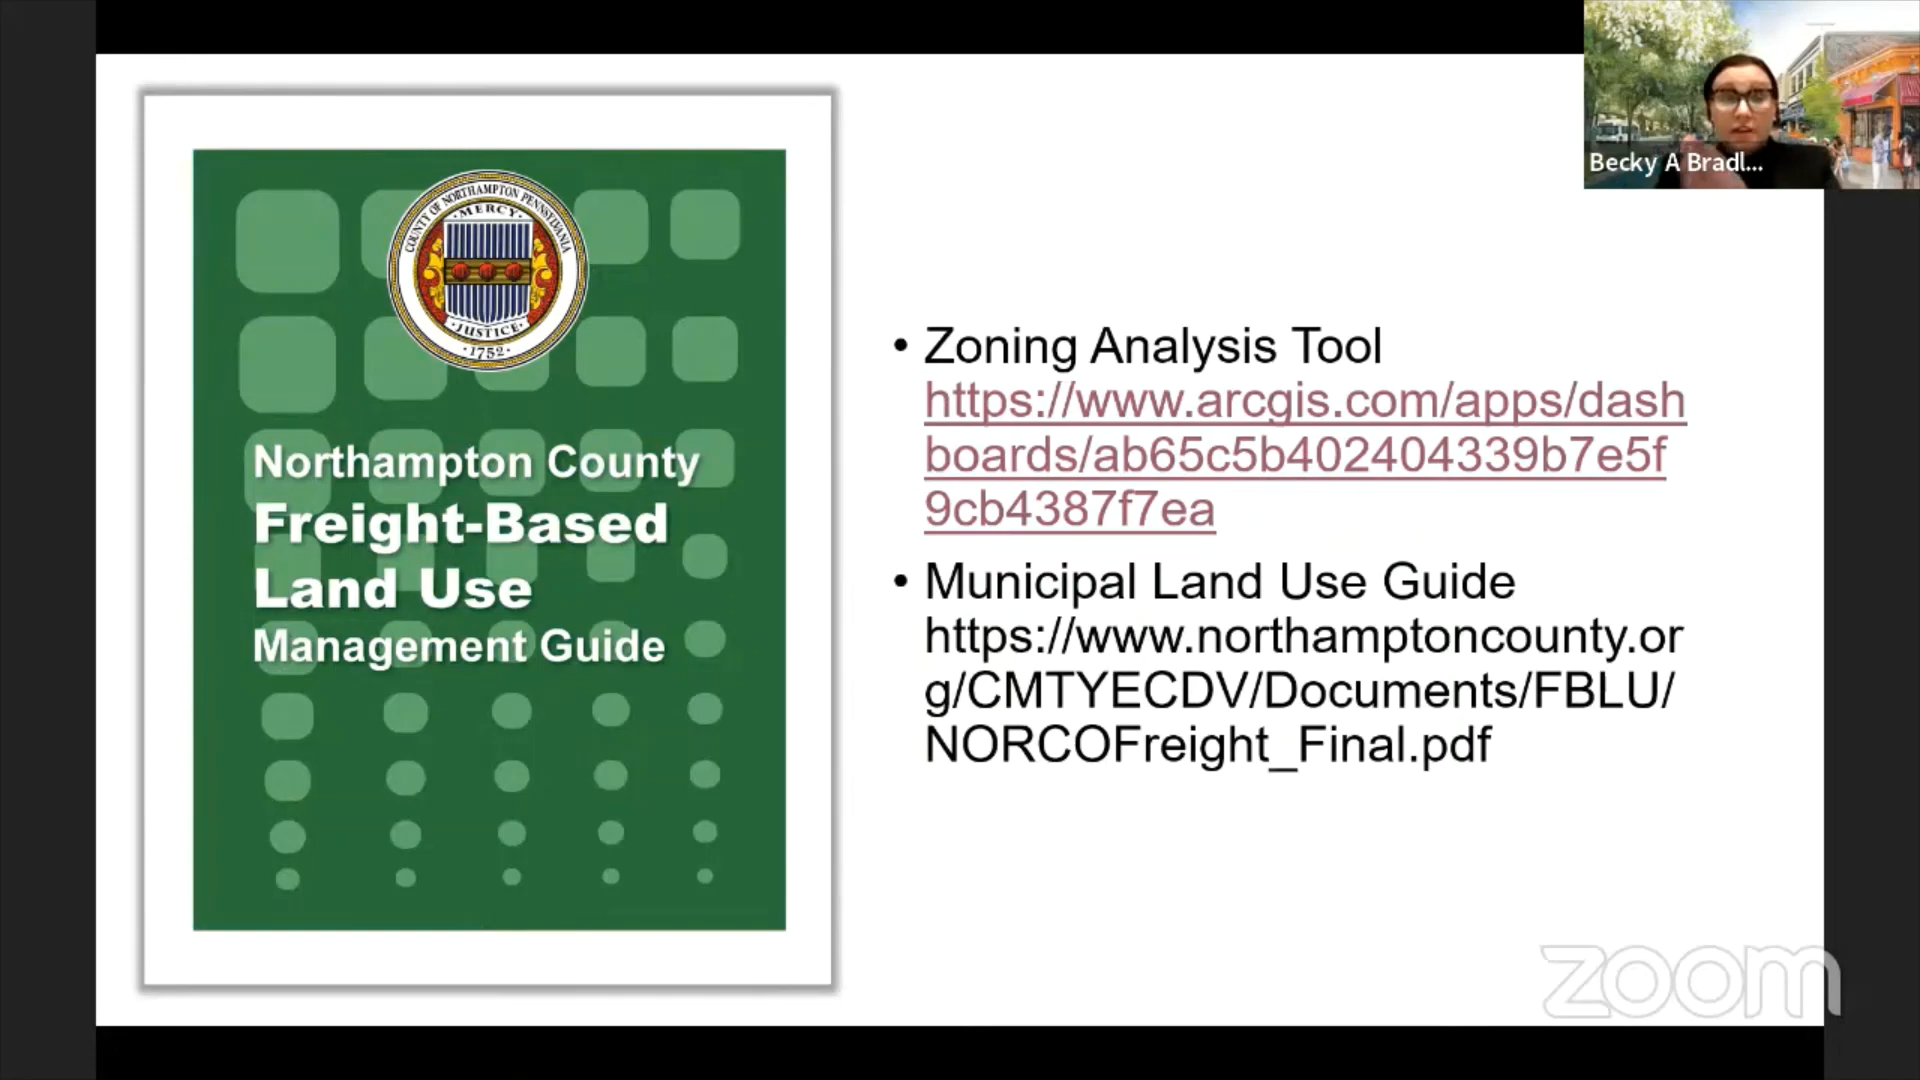 COUNTY OF NORTHAMPTON PENNSYLVANIA
·MERCY·
·JUSTICE·
·1752·
Northampton County
Freight-Based
Land Use
Management Guide
Becky A Bradl...
• Zoning Analysis Tool
https://www.arcgis.com/apps/dash
boards/ab65c5b402404339b7e5f
9cb4387f7ea
• Municipal Land Use Guide
https://www.northamptoncounty.or
g/CMTYECDV/Documents/FBLU/
NORCOFreight_Final.pdf
zoom